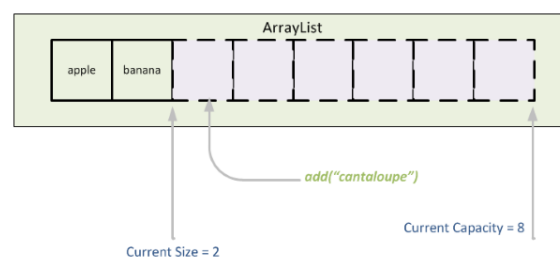 ArrayList
apple
banana
add(“cantaloupe”)
Current Capacity = 8
Current Size = 2